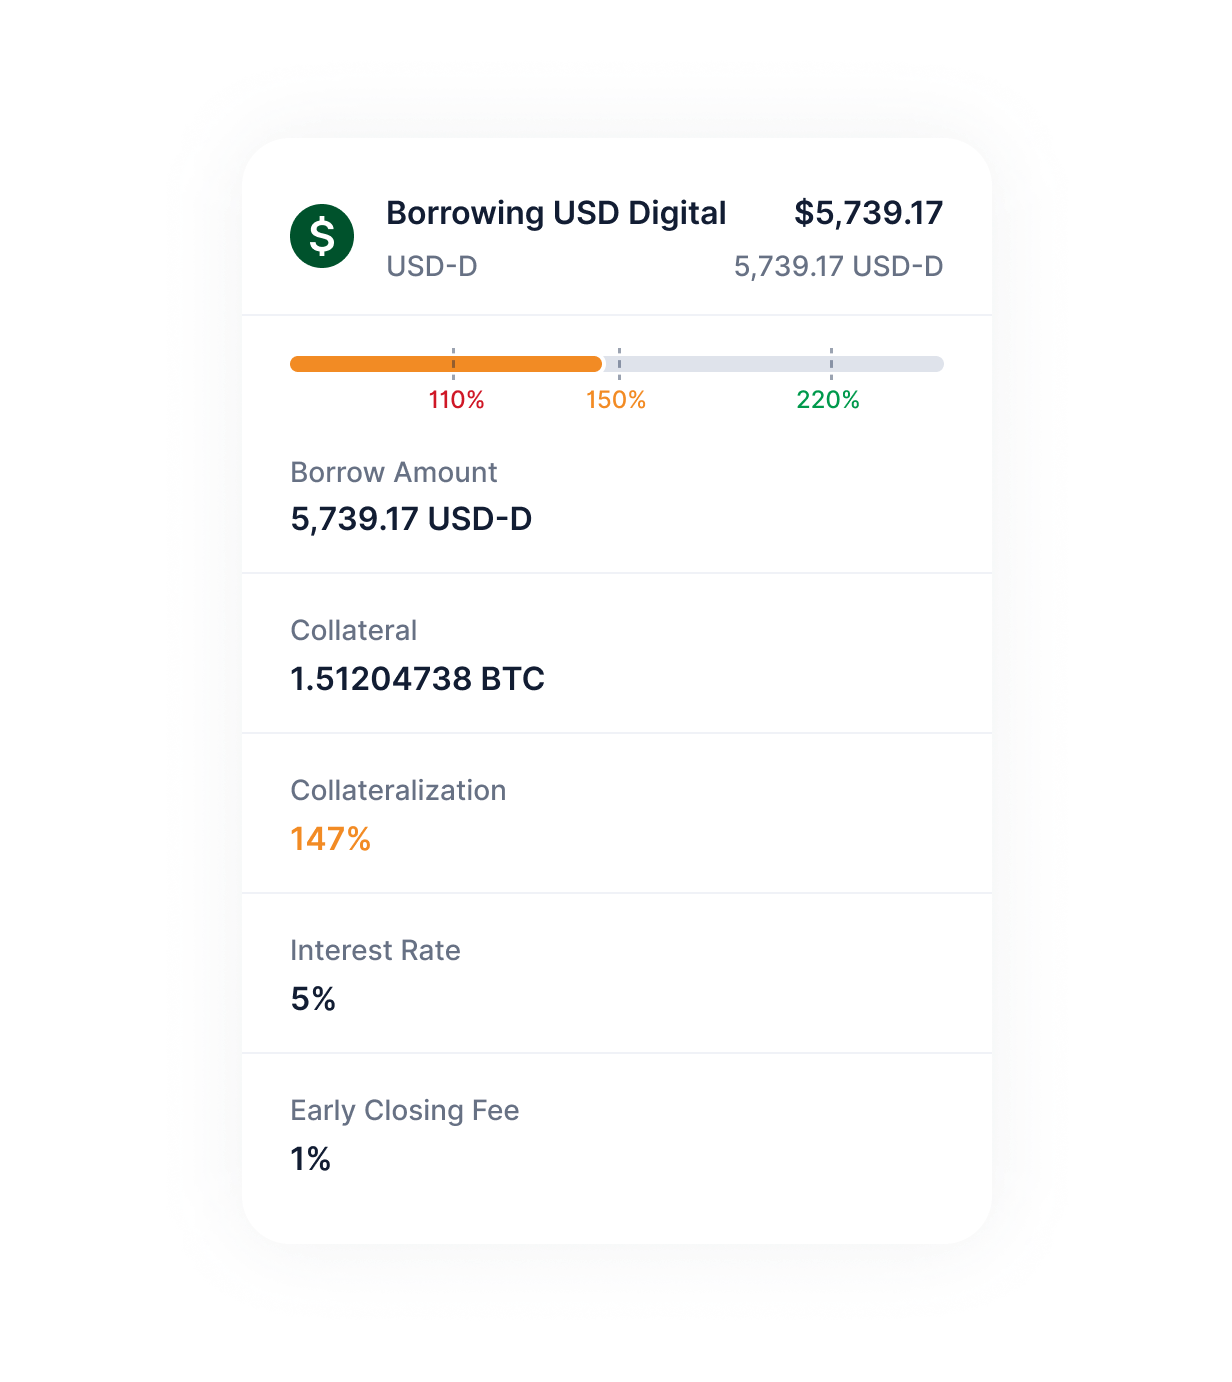 $
Borrowing USD Digital
$5,739.17
USD-D
5,739.17 USD-D
110%
150%
220%
Borrow Amount
5,739.17 USD-D
Collateral
1.51204738 BTC
Collateralization
147%
Interest Rate
5%
Early Closing Fee
1%